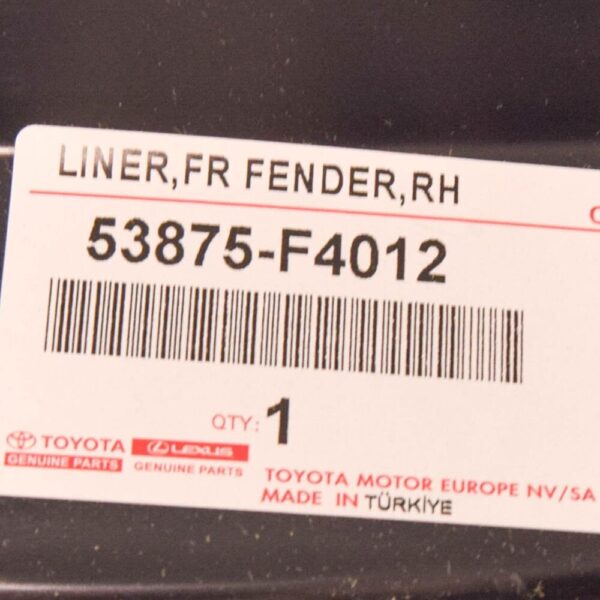 LINER,FR FENDER,RH
53875-F4012
QTY: 1
TOYOTA LEXUS
GENUINE PARTS GENUINE PARTS
TOYOTA MOTOR EUROPE NV/SA
MADE IN TÜRKİYE